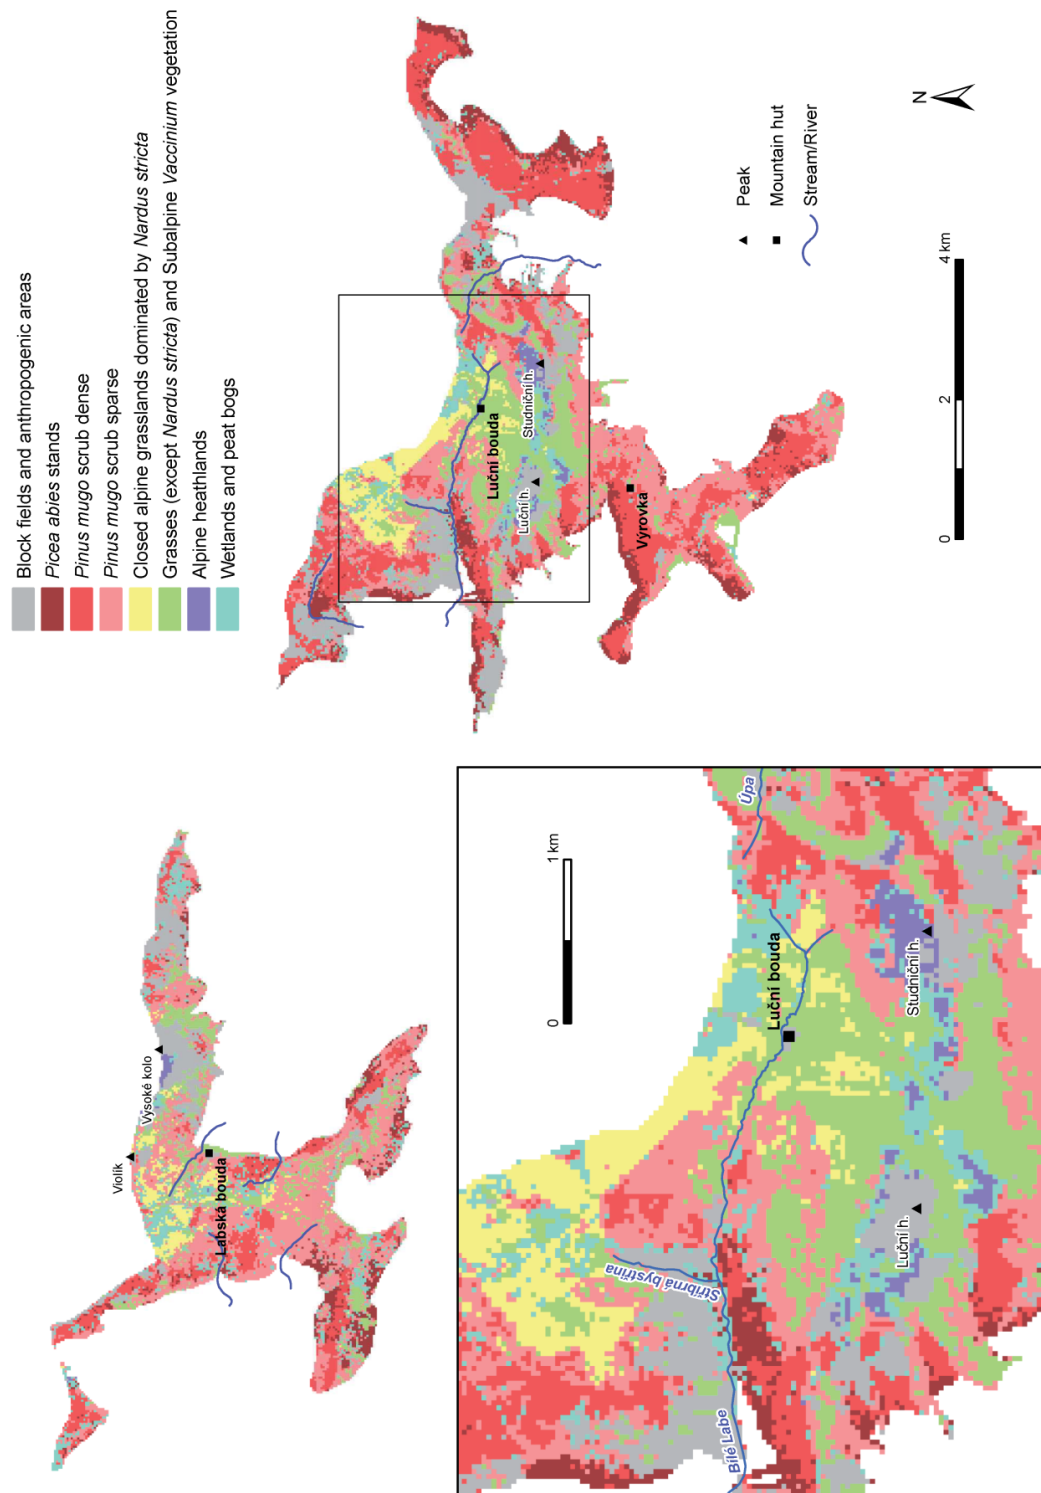 Block fields and anthropogenic areas
Picea abies stands
Pinus mugo scrub dense
Pinus mugo scrub sparse
Closed alpine grasslands dominated by Nardus stricta
Grasses (except Nardus stricta) and Subalpine Vaccinium vegetation
Alpine heathlands
Wetlands and peat bogs
Luční bouda
Studniční h.
Luční h.
Výrovka
N
Peak
Mountain hut
Stream/River
0
2
4 km
Violík
Vysoké kolo
Labská bouda
0
1 km
Úpa
Luční bouda
Stříbrná bystřina
Studniční h.
Luční h.
Bílé Labe